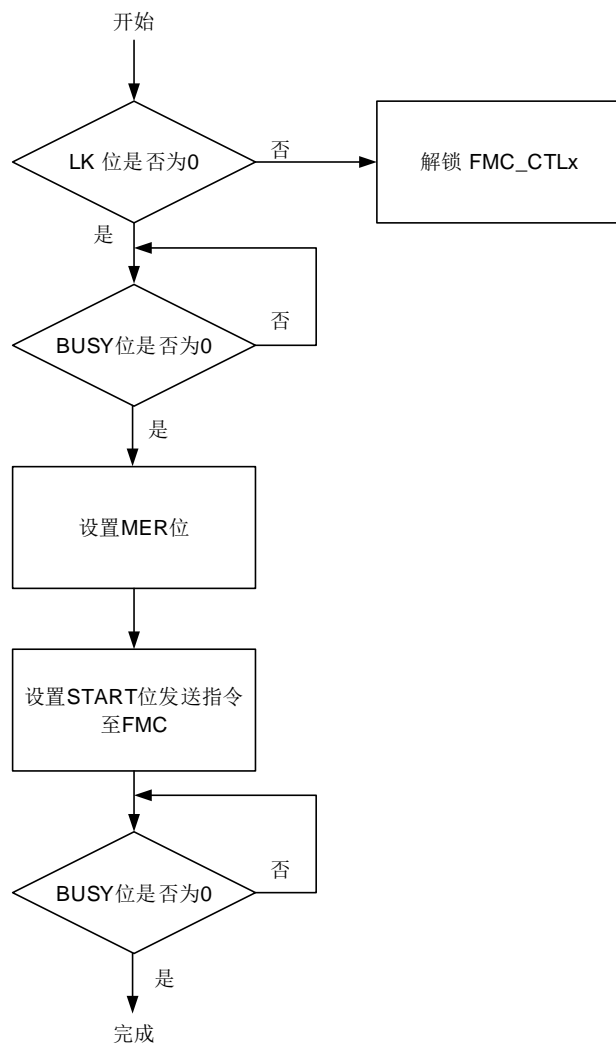 开始
LK 位是否为0
否
解锁 FMC_CTLx
是
BUSY位是否为0
否
是
设置MER位
设置START位发送指令
至FMC
BUSY位是否为0
否
是
完成